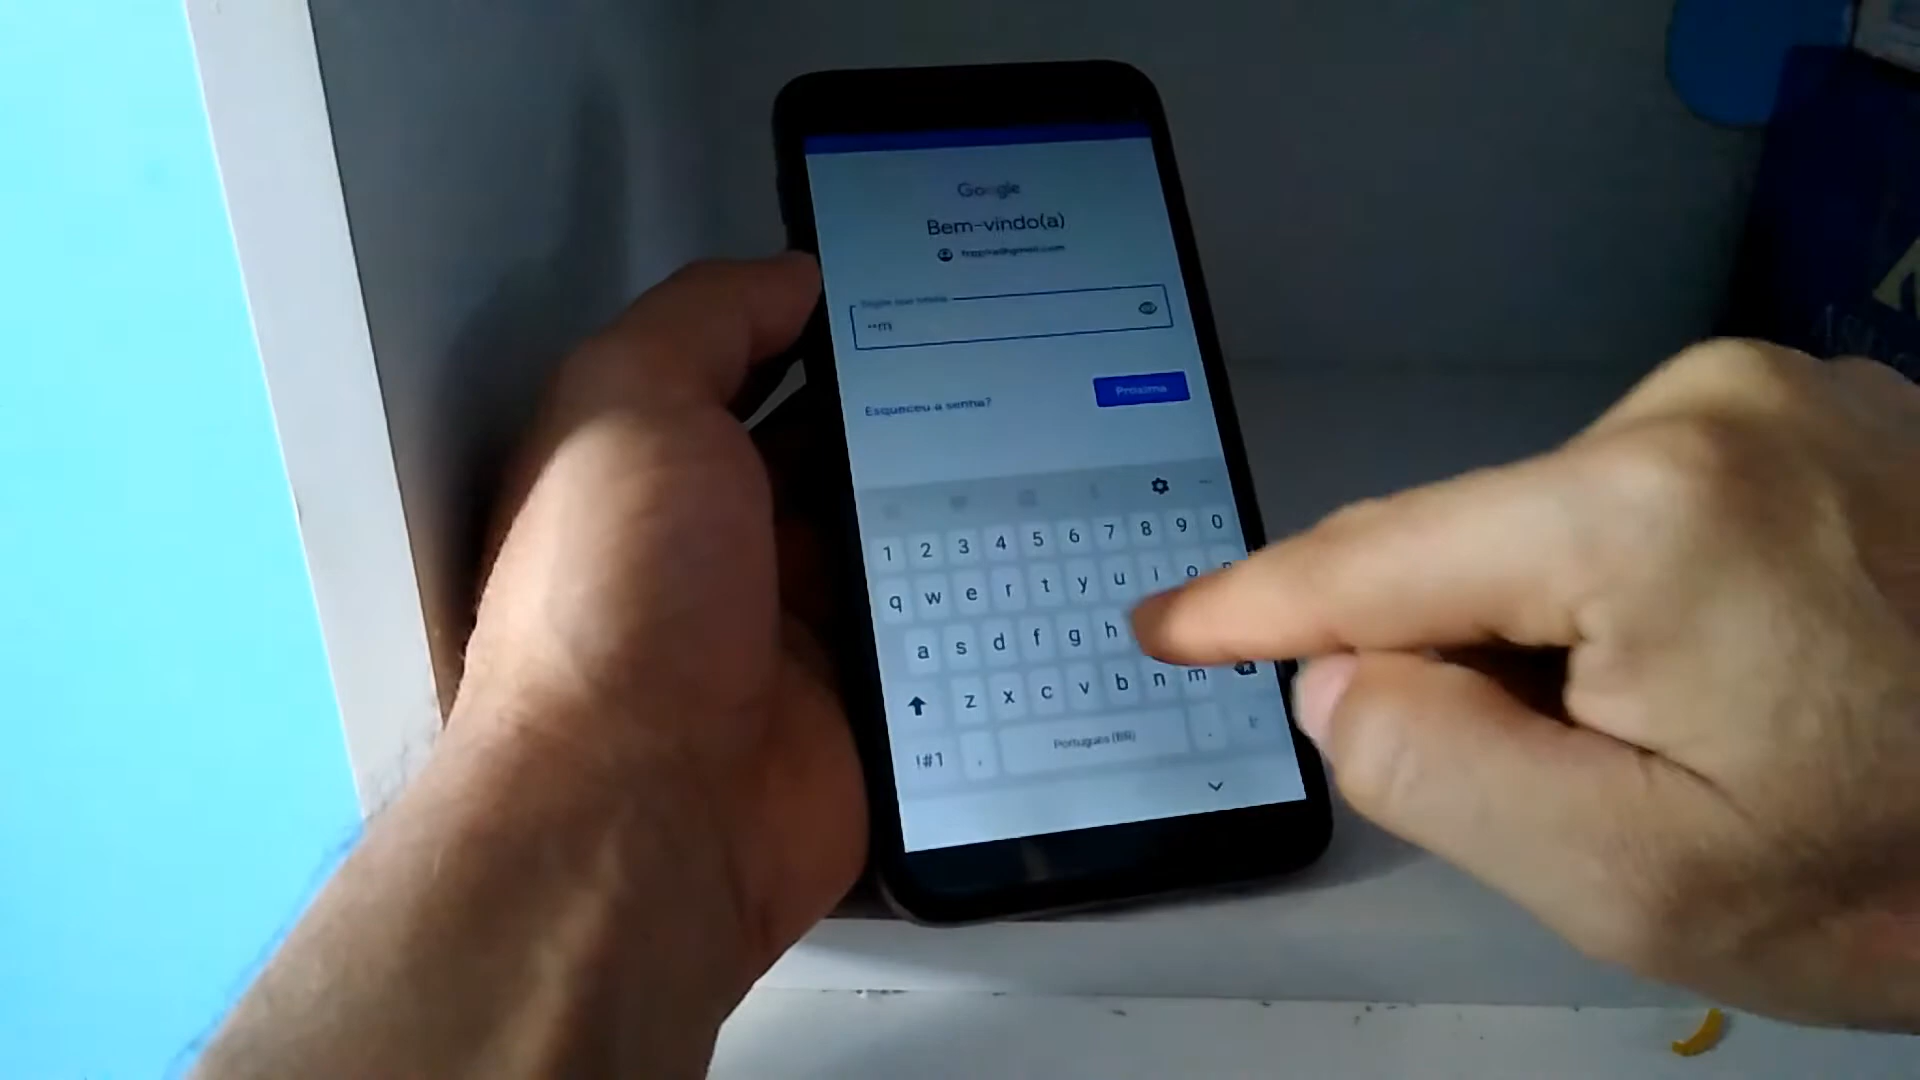 Google
Bem-vindo(a)
••m
Esqueceu a senha?
Próxima
1 2 3 4 5 6 7 8 9 0
q w e r t y u i o p
a s d f g h
z x c v b n m
!#1 , Português (BR) . Ir